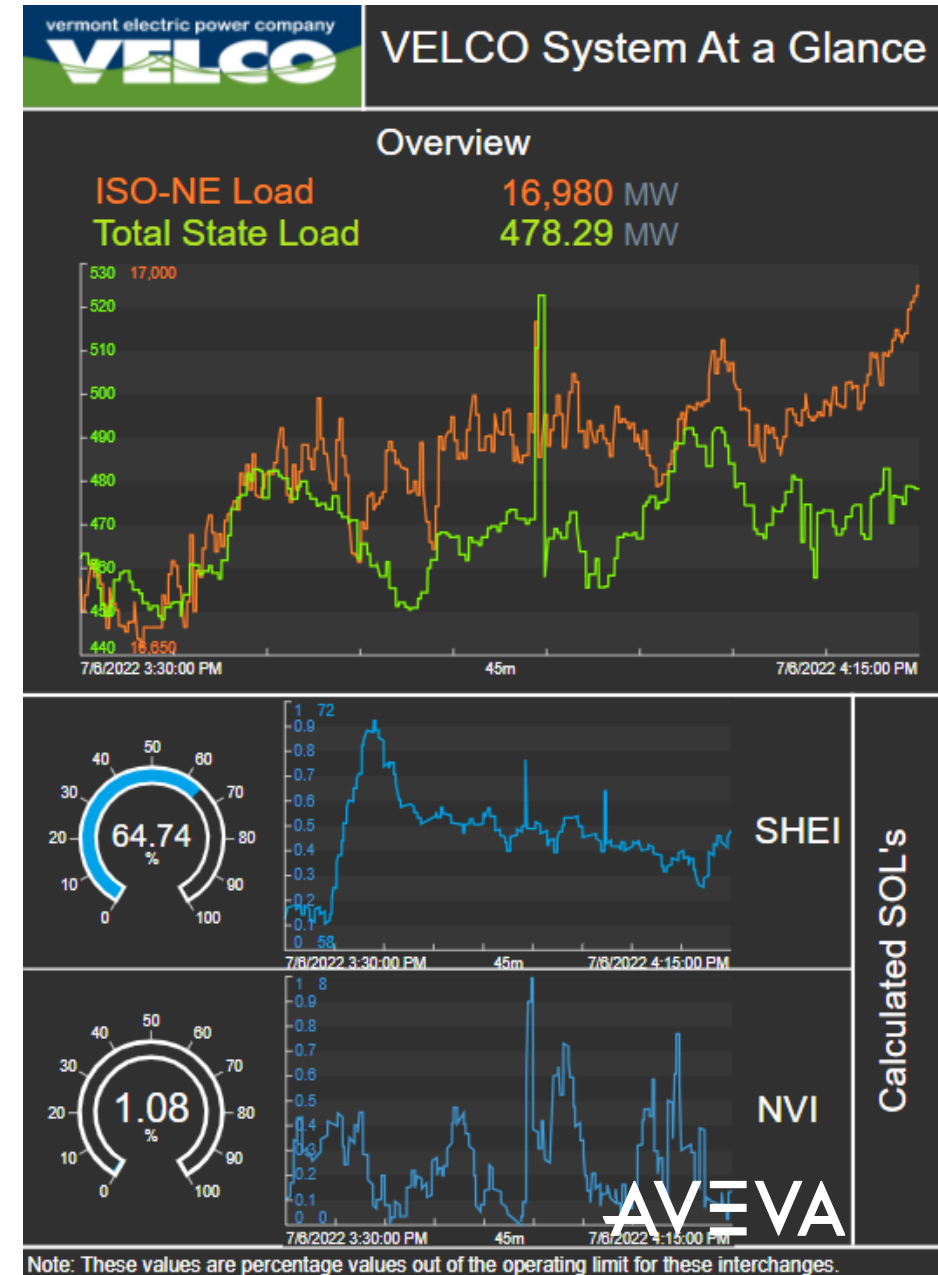 vermont electric power company
VELCO
VELCO System At a Glance
Overview
ISO-NE Load 16,980 MW
Total State Load 478.29 MW
530 17,000
520
510
500
490
480
470
460
450
440 16,650
7/6/2022 3:30:00 PM 45m 7/6/2022 4:15:00 PM
0 10 20 30 40 50 60 70 80 90 100
64.74
%
1 72
0.9
0.8
0.7
0.6
0.5
0.4
0.3
0.2
0.1
0 58
7/6/2022 3:30:00 PM 45m 7/6/2022 4:15:00 PM
SHEI
0 10 20 30 40 50 60 70 80 90 100
1.08
%
1 8
0.9
0.8
0.7
0.6
0.5
0.4
0.3
0.2
0.1
0 0
7/6/2022 3:30:00 PM 45m 7/6/2022 4:15:00 PM
NVI
Calculated SOL's
AVEVA
Note: These values are percentage values out of the operating limit for these interchanges.